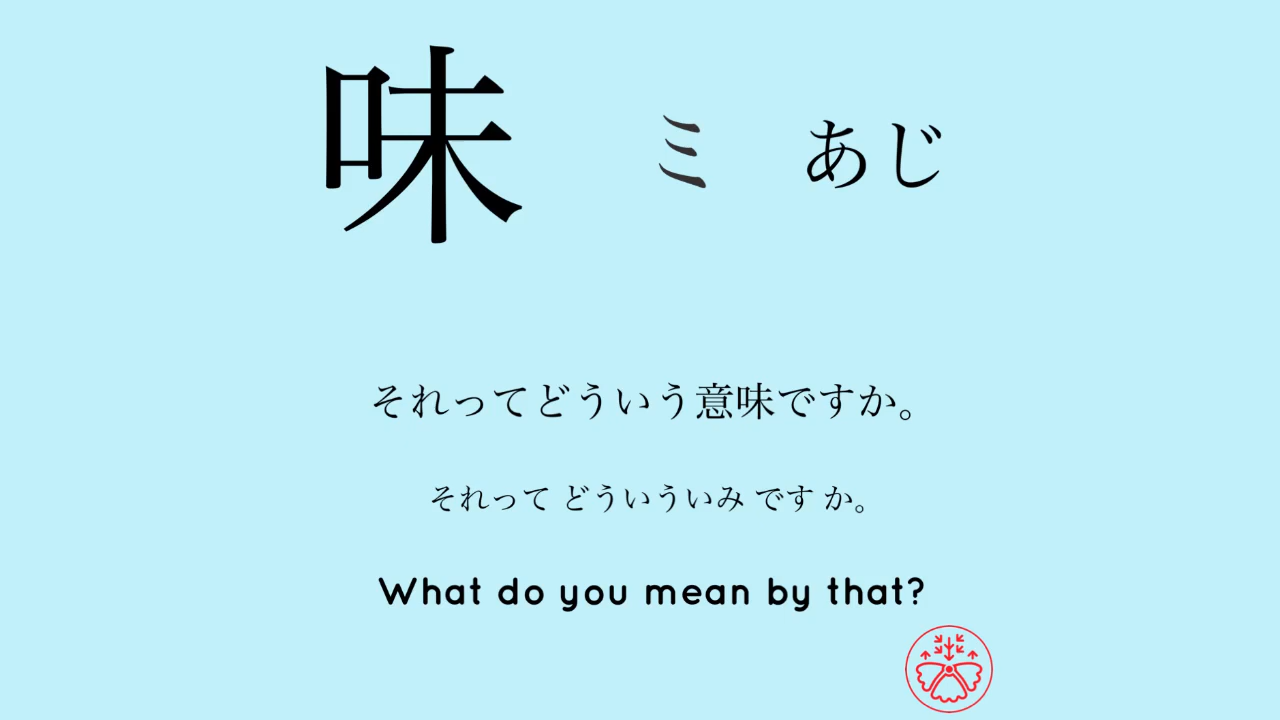 味 ミ あじ
それってどういう意味ですか。
それって どういういみ です か。
What do you mean by that?